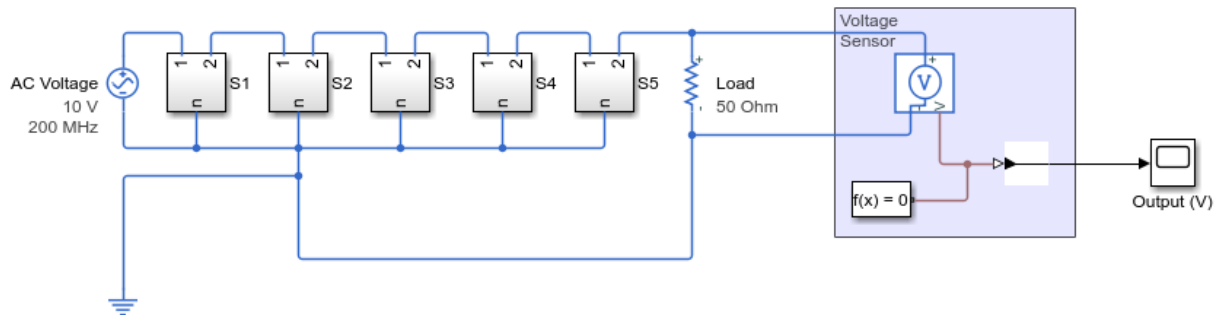 Voltage
Sensor
1 2 S1
n
1 2 S2
n
1 2 S3
n
1 2 S4
n
1 2 S5
n
AC Voltage
10 V
200 MHz
+
-
Load
50 Ohm
+
V
-
V
f(x) = 0
Output (V)